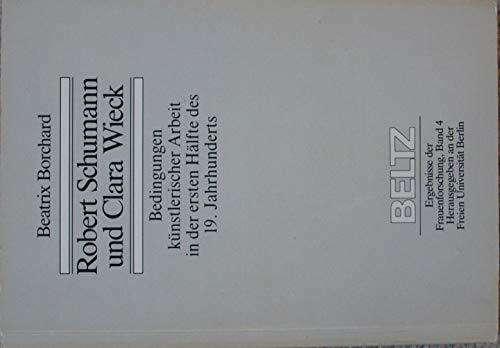 Beatrix Borchard
Robert Schumann
und Clara Wieck
Bedingungen
künstlerischer Arbeit
in der ersten Hälfte des
19. Jahrhunderts
BELTZ
Ergebnisse der
Frauenforschung, Band 4
Herausgegeben an der
Freien Universität Berlin